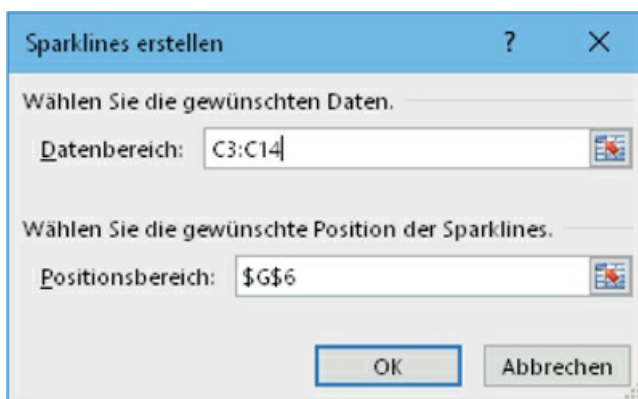 Sparklines erstellen ? ×
Wählen Sie die gewünschten Daten.
Datenbereich: C3:C14
Wählen Sie die gewünschte Position der Sparklines.
Positionsbereich: $G$6
OK Abbrechen